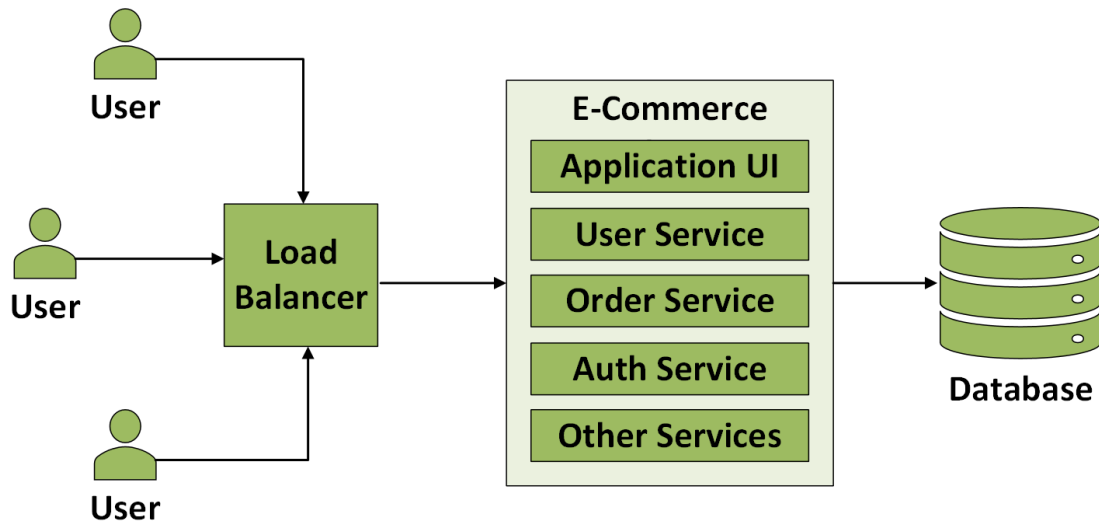 User
User
User
Load
Balancer
E-Commerce
Application UI
User Service
Order Service
Auth Service
Other Services
Database